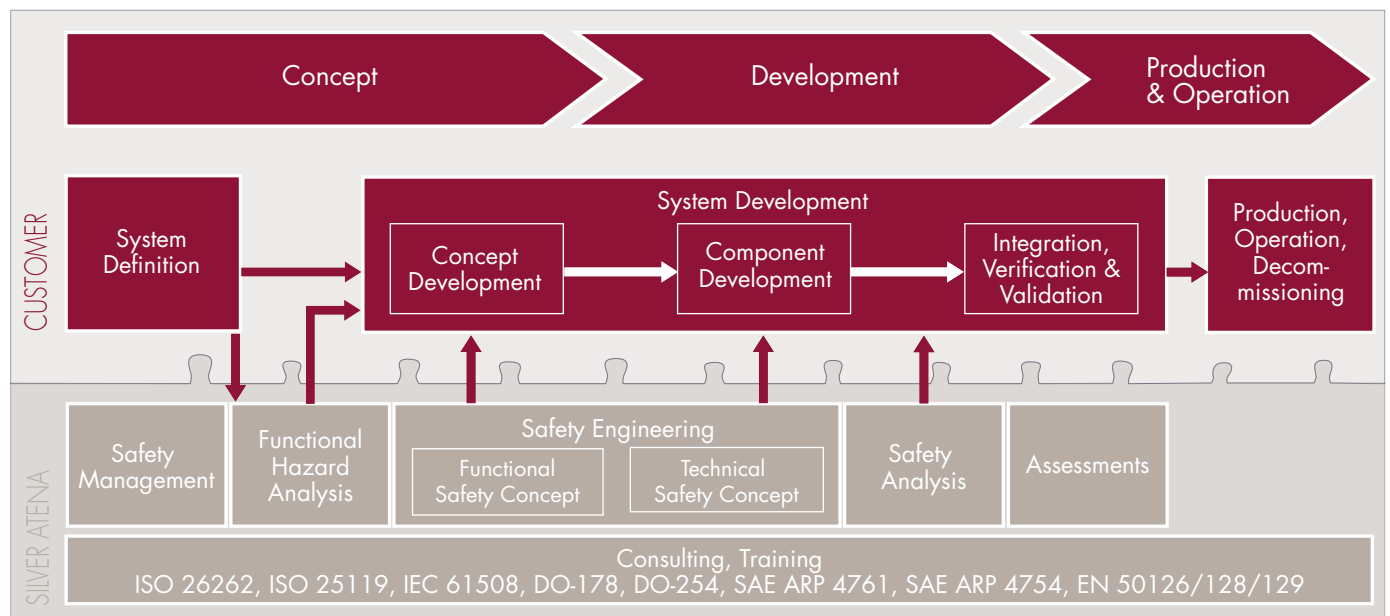 Concept
Development
Production
& Operation
CUSTOMER
System
Definition
System Development
Concept
Development
Component
Development
Integration,
Verification &
Validation
Production,
Operation,
Decom-
missioning
SILVER ATENA
Safety
Management
Functional
Hazard
Analysis
Safety Engineering
Functional
Safety Concept
Technical
Safety Concept
Safety
Analysis
Assessments
Consulting, Training
ISO 26262, ISO 25119, IEC 61508, DO-178, DO-254, SAE ARP 4761, SAE ARP 4754, EN 50126/128/129